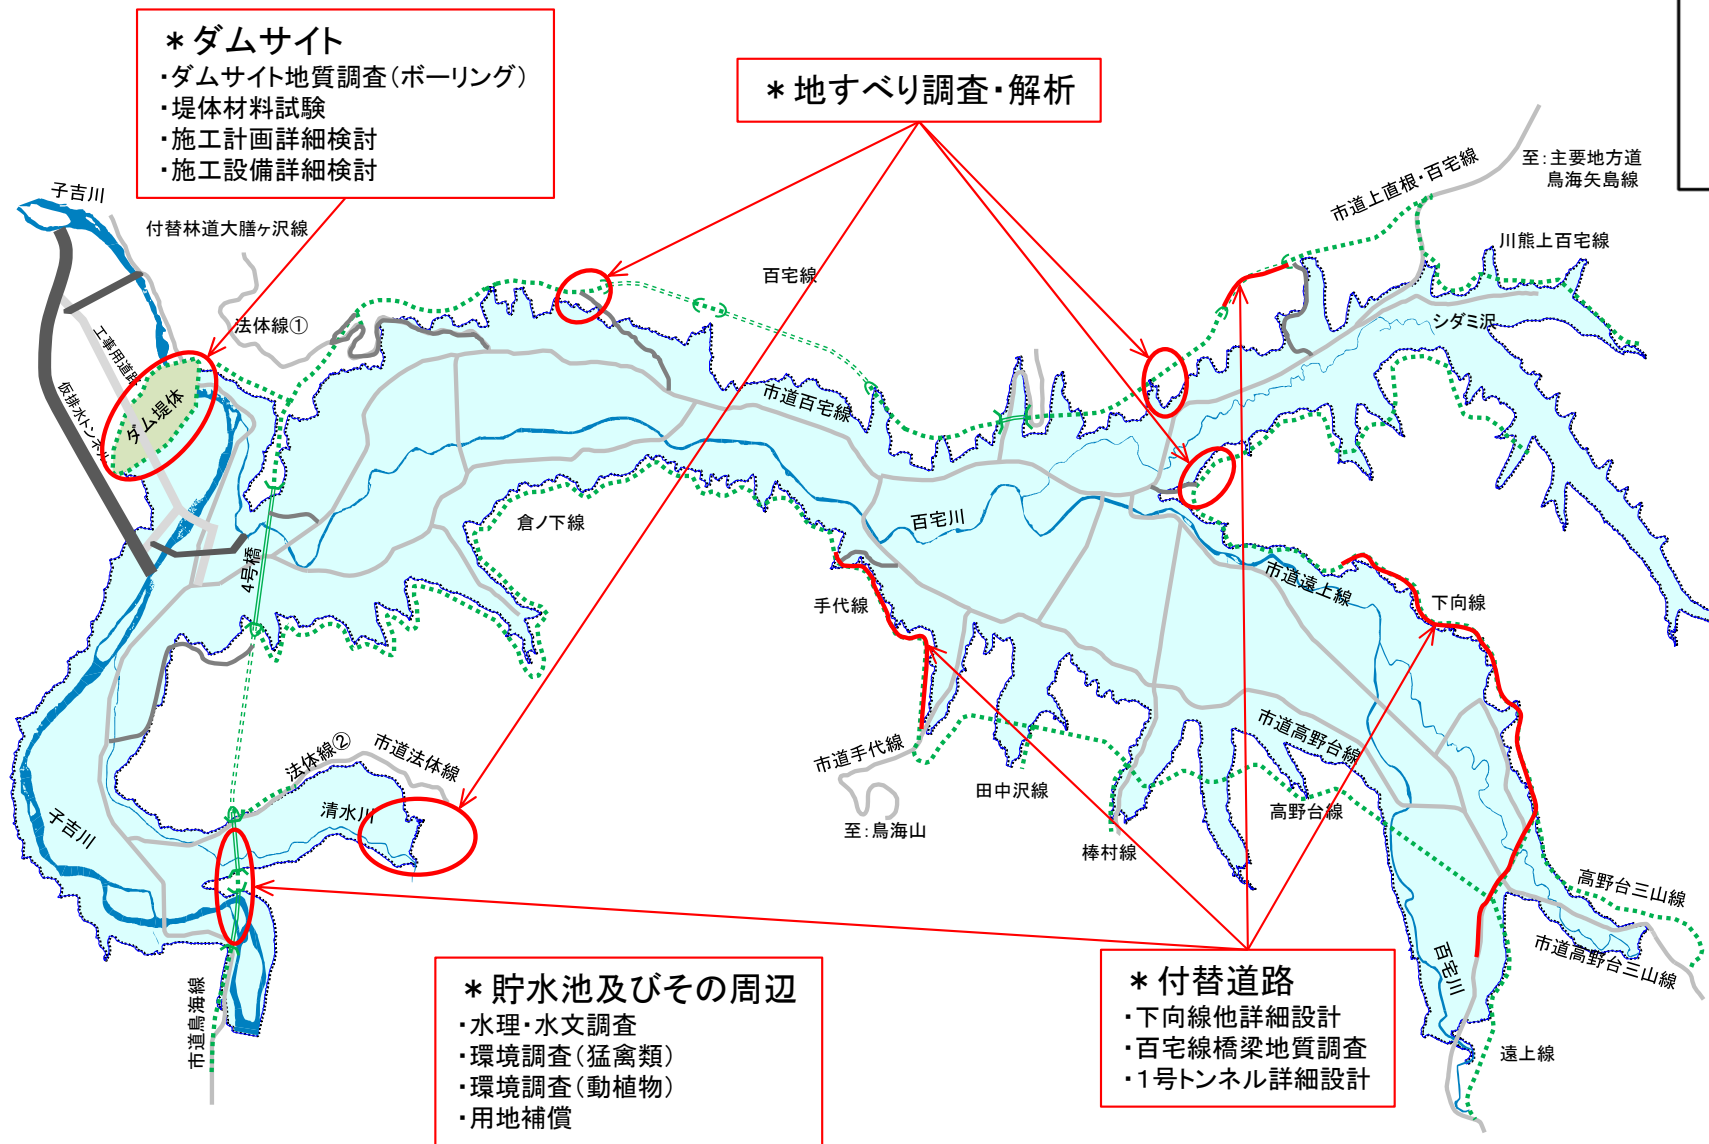 ＊ダムサイト
・ダムサイト地質調査（ボーリング）
・堤体材料試験
・施工計画詳細検討
・施工設備詳細検討
＊地すべり調査・解析
至：主要地方道
鳥海矢島線
市道上直根・百宅線
川熊上百宅線
子吉川
付替林道大膳ヶ沢線
百宅線
法体線①
シダミ沢
工事用道路
仮排水トンネル
ダム堤体
市道百宅線
倉ノ下線
百宅川
4号橋
市道遠上線
手代線
下向線
法体線②
市道法体線
市道手代線
市道高野台線
田中沢線
清水川
子吉川
高野台線
至：鳥海山
棒村線
高野台三山線
市道高野台三山線
百宅川
市道鳥海線
遠上線
＊貯水池及びその周辺
・水理・水文調査
・環境調査（猛禽類）
・環境調査（動植物）
・用地補償
＊付替道路
・下向線他詳細設計
・百宅線橋梁地質調査
・１号トンネル詳細設計